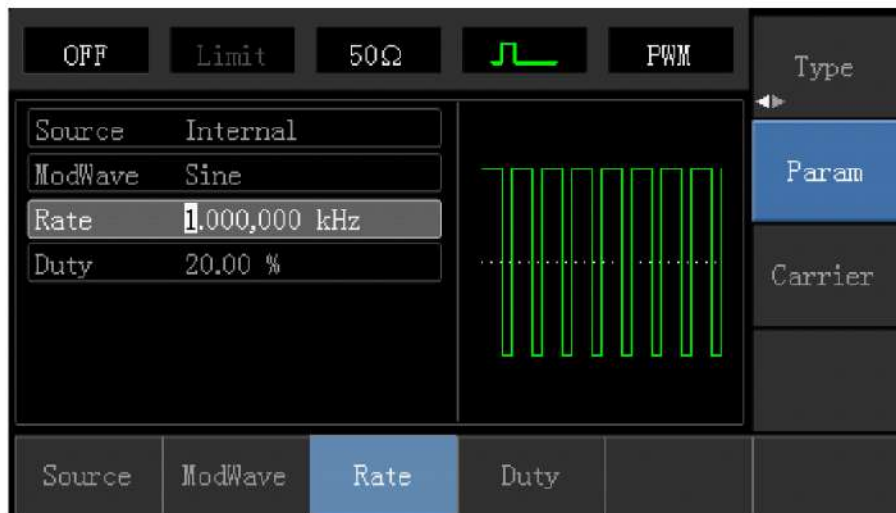 OFF Limit 50Ω PWM
Type
Source Internal
ModWave Sine
Rate 1.000,000 kHz
Duty 20.00 %
Param
Carrier
Source ModWave Rate Duty